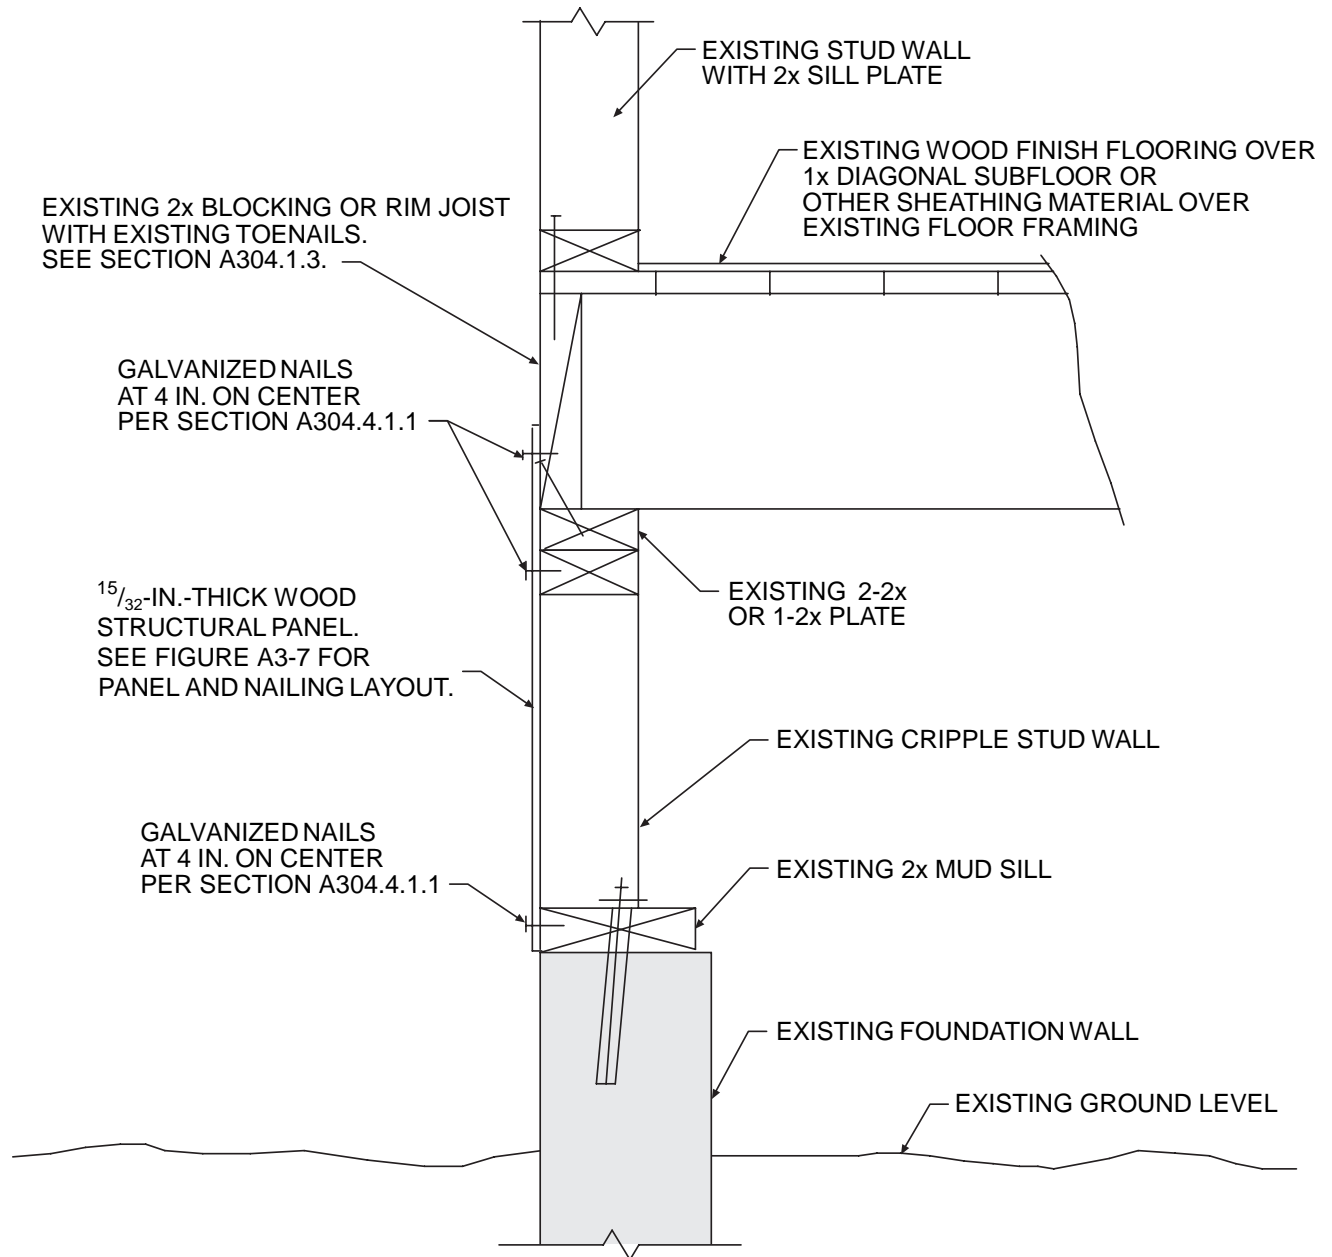 EXISTING STUD WALL
WITH 2x SILL PLATE
EXISTING WOOD FINISH FLOORING OVER
1x DIAGONAL SUBFLOOR OR
OTHER SHEATHING MATERIAL OVER
EXISTING FLOOR FRAMING
EXISTING 2x BLOCKING OR RIM JOIST
WITH EXISTING TOENAILS.
SEE SECTION A304.1.3.
GALVANIZED NAILS
AT 4 IN. ON CENTER
PER SECTION A304.4.1.1
15/32-IN.-THICK WOOD
STRUCTURAL PANEL.
SEE FIGURE A3-7 FOR
PANEL AND NAILING LAYOUT.
EXISTING 2-2x
OR 1-2x PLATE
EXISTING CRIPPLE STUD WALL
GALVANIZED NAILS
AT 4 IN. ON CENTER
PER SECTION A304.4.1.1
EXISTING 2x MUD SILL
EXISTING FOUNDATION WALL
EXISTING GROUND LEVEL